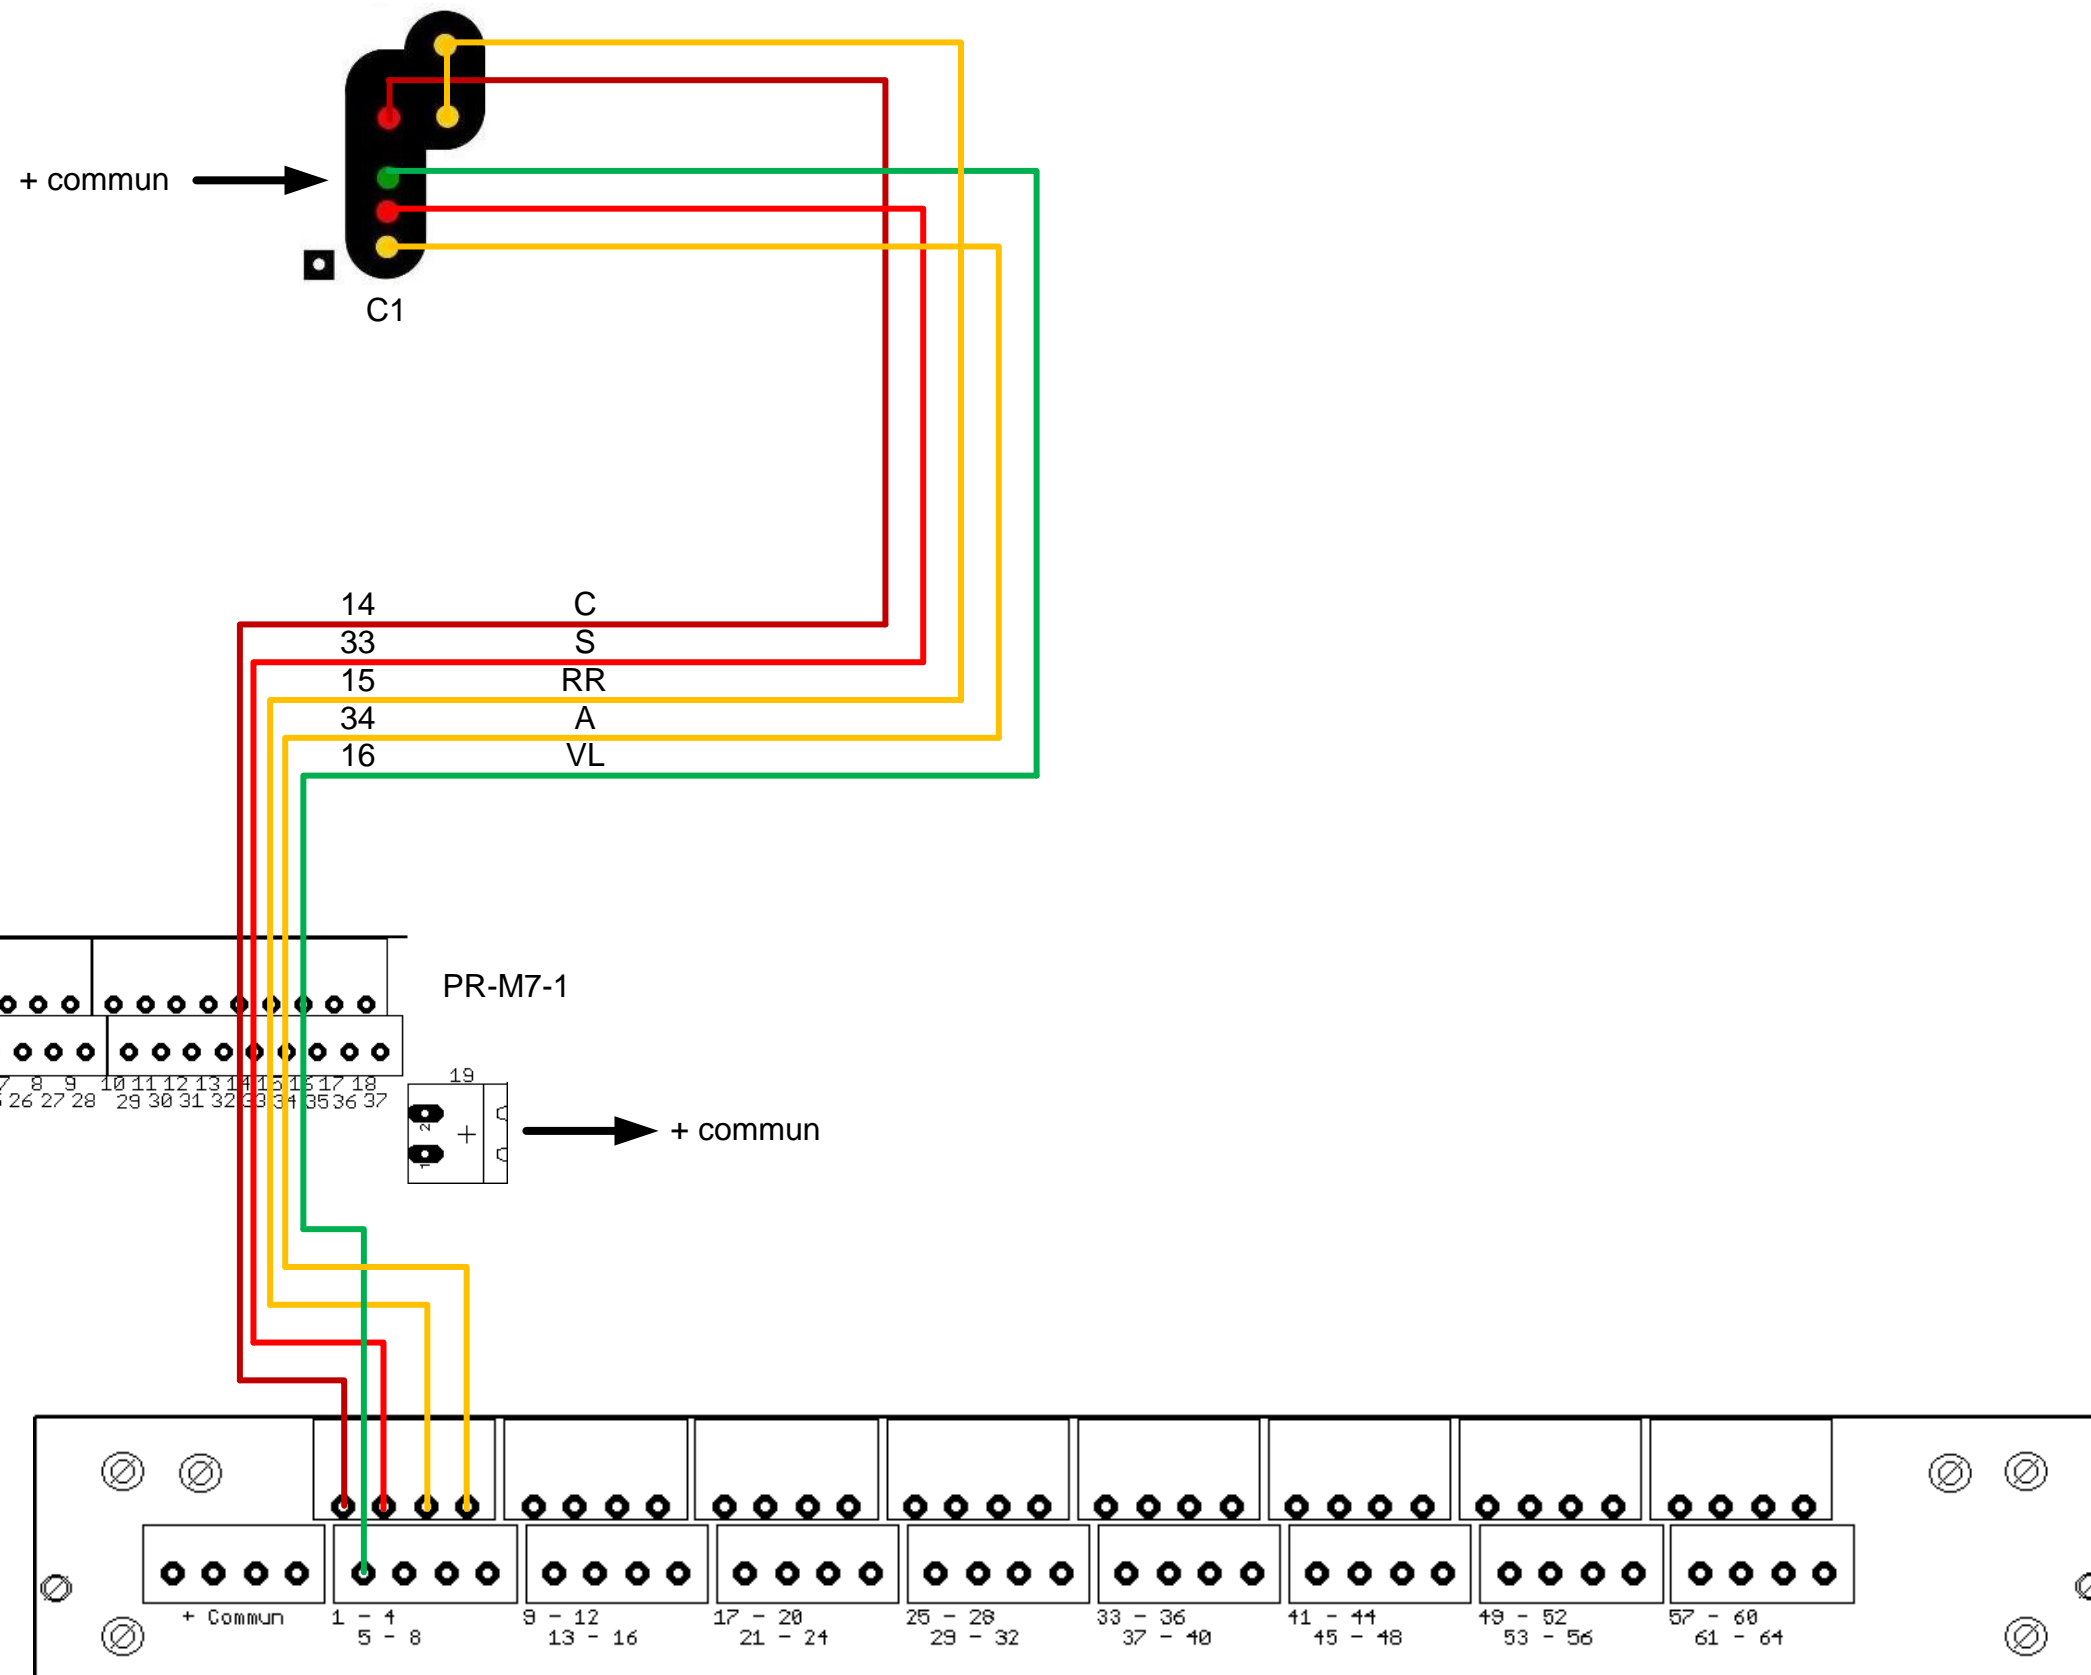 + commun
C1
14 C
33 S
15 RR
34 A
16 VL
PR-M7-1
8 9 10 11 12 13 14 15 16 17 18
26 27 28 29 30 31 32 33 34 35 36 37
19
2
+
1
+ commun
+ Commun 1 - 4 9 - 12 17 - 20 25 - 28 33 - 36 41 - 44 49 - 52 57 - 60
5 - 8 13 - 16 21 - 24 29 - 32 37 - 40 45 - 48 53 - 56 61 - 64